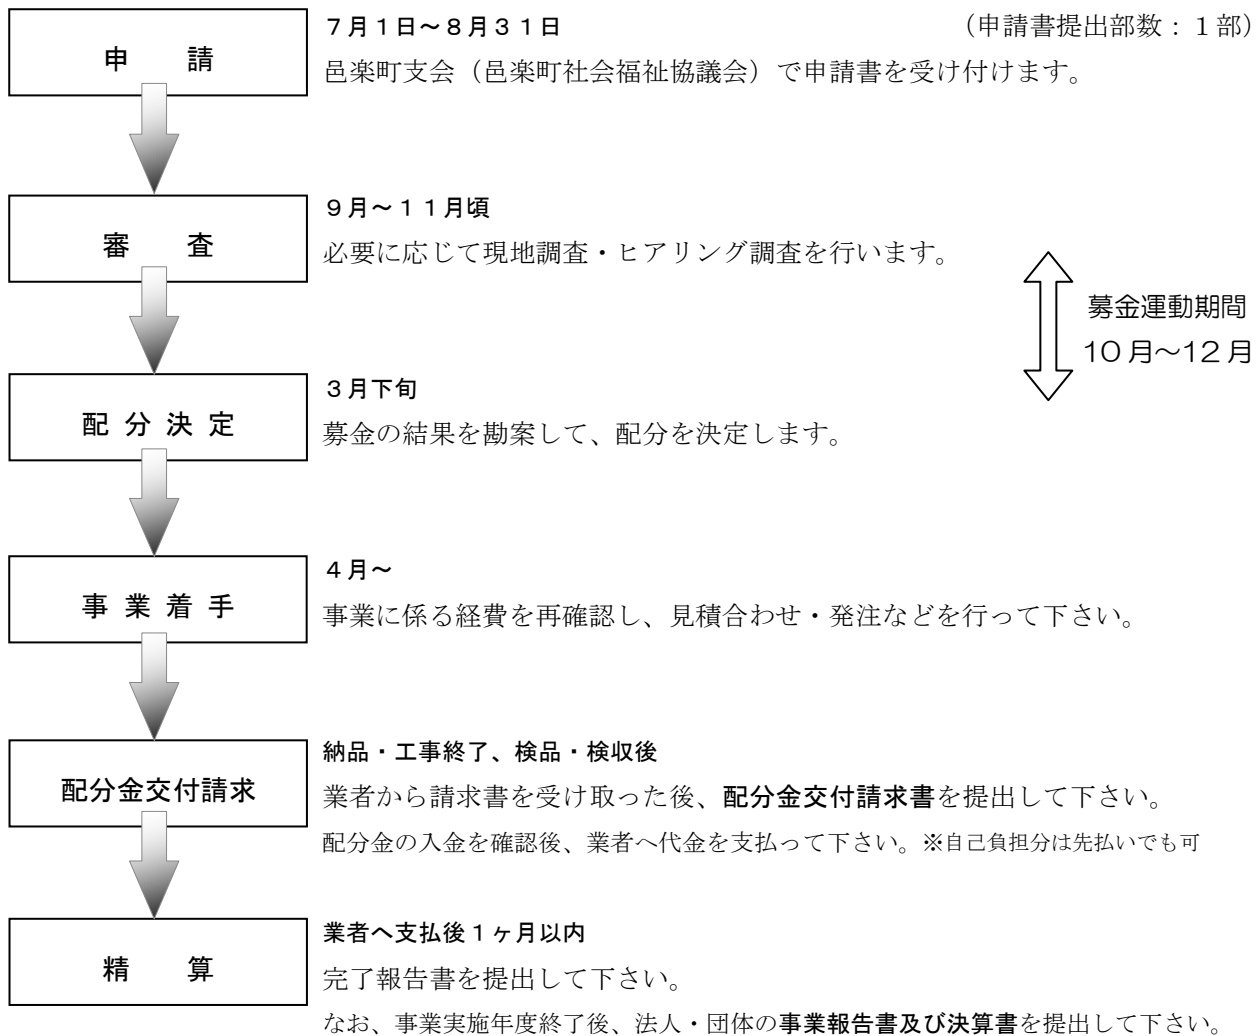 申　請
７月１日～８月３１日　（申請書提出部数：１部）
邑楽町支会（邑楽町社会福祉協議会）で申請書を受け付けます。
審　査
９月～１１月頃
必要に応じて現地調査・ヒアリング調査を行います。
募金運動期間
10月～12月
配分決定
３月下旬
募金の結果を勘案して、配分を決定します。
事業着手
４月～
事業に係る経費を再確認し、見積合わせ・発注などを行って下さい。
配分金交付請求
納品・工事終了、検品・検収後
業者から請求書を受け取った後、配分金交付請求書を提出して下さい。
配分金の入金を確認後、業者へ代金を支払って下さい。※自己負担分は先払いでも可
精　算
業者へ支払後１ヶ月以内
完了報告書を提出して下さい。
なお、事業実施年度終了後、法人・団体の事業報告書及び決算書を提出して下さい。